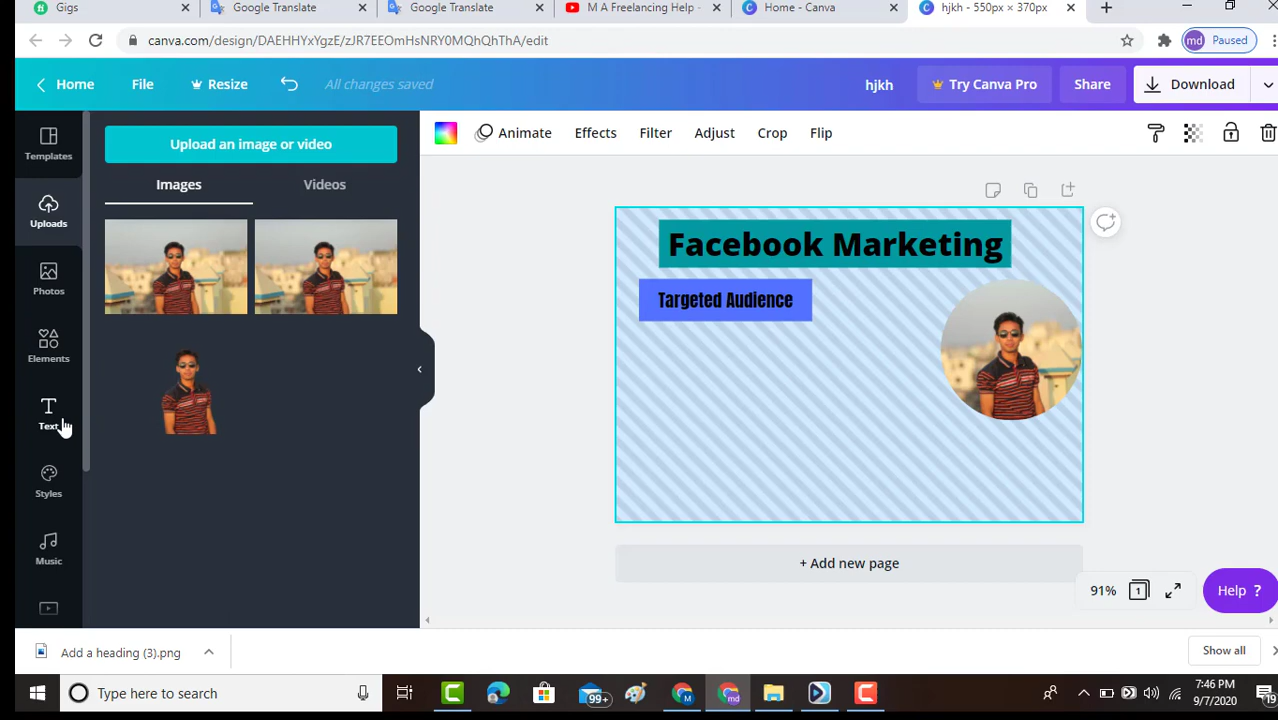 Gigs
Google Translate
Google Translate
M A Freelancing Help -
Home - Canva
hjkh - 550px × 370px
canva.com/design/DAEHHYxYgzE/zJR7EEOmHsNRY0MQhQhThA/edit
md
Paused
Home
File
Resize
All changes saved
hjkh
Try Canva Pro
Share
Download
Templates
Uploads
Photos
Elements
Text
Styles
Music
Upload an image or video
Images
Videos
Animate
Effects
Filter
Adjust
Crop
Flip
Facebook Marketing
Targeted Audience
+ Add new page
91%
1
Help ?
Add a heading (3).png
Show all
Type here to search
99+
M
md
7:46 PM
9/7/2020
19